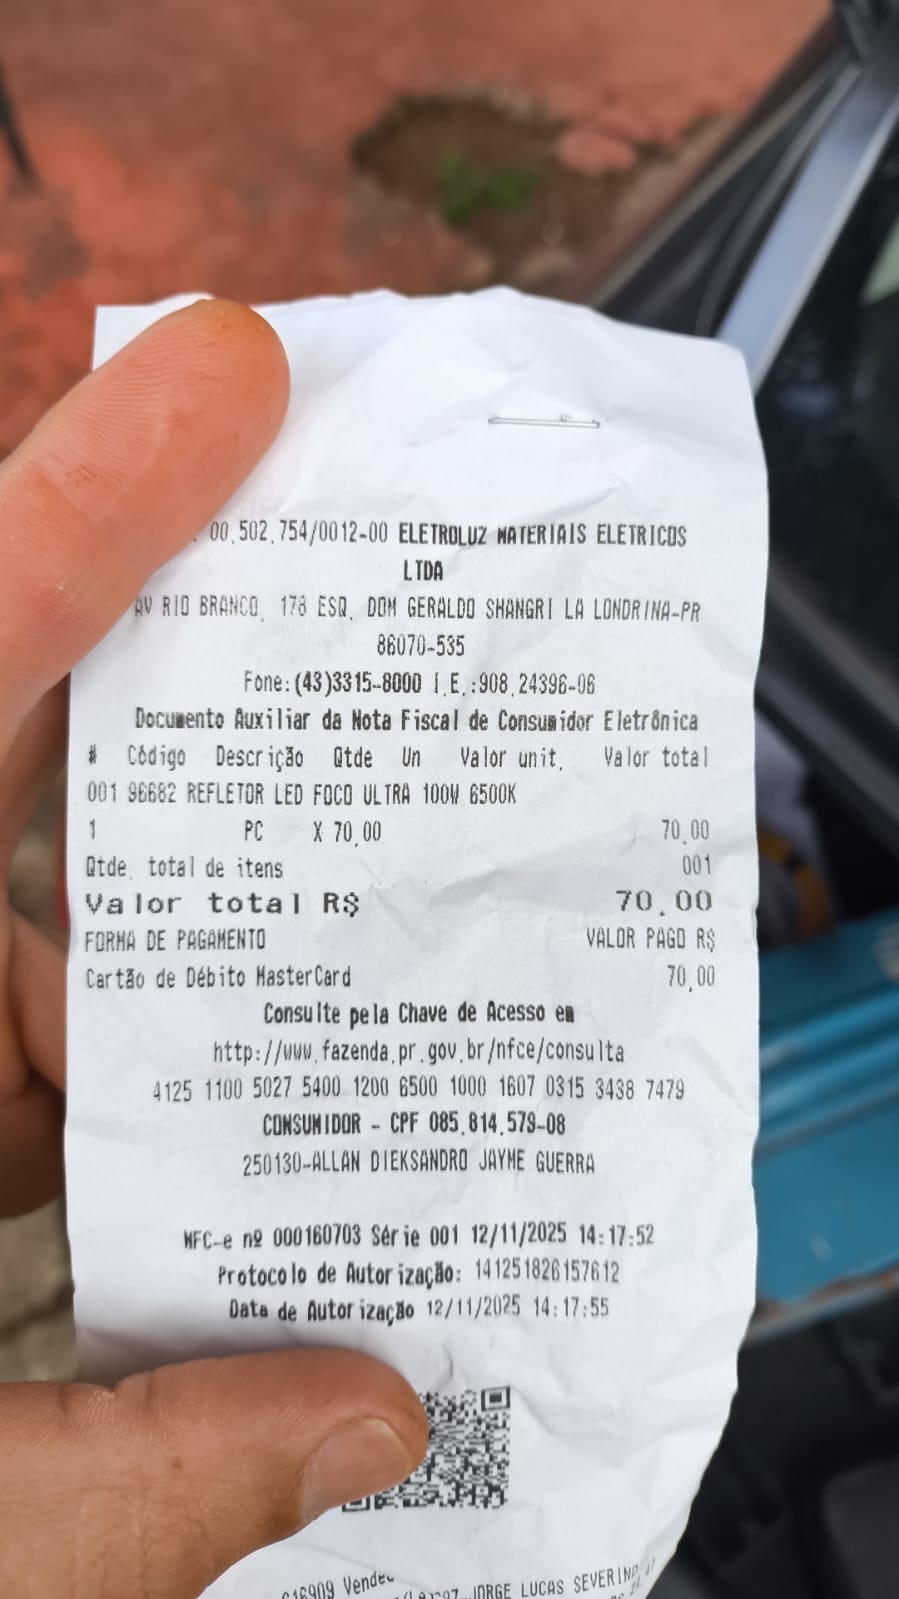 00.502.754/0012-00 ELETROLUZ MATERIAIS ELETRICOS
LTDA
AV RIO BRANCO, 178 ESQ. DOM GERALDO SHANGRI LA LONDRINA-PR
86070-535
Fone:(43)3315-8000 I.E.:908.24396-06
Documento Auxiliar da Nota Fiscal de Consumidor Eletrônica
# Código Descrição Qtde Un Valor unit. Valor total
001 96682 REFLETOR LED FOCO ULTRA 100W 6500K
1 PC X 70,00 70,00
Qtde. total de itens 001
Valor total R$ 70,00
FORMA DE PAGAMENTO VALOR PAGO R$
Cartão de Débito MasterCard 70,00
Consulte pela Chave de Acesso em
http://www.fazenda.pr.gov.br/nfce/consulta
4125 1100 5027 5400 1200 6500 1000 1607 0315 3438 7479
CONSUMIDOR - CPF 085.814.579-08
250130-ALLAN DIEKSANDRO JAYME GUERRA
NFC-e nº 000160703 Série 001 12/11/2025 14:17:52
Protocolo de Autorização: 141251826157612
Data de Autorização 12/11/2025 14:17:55
JORGE LUCAS SEVERINO